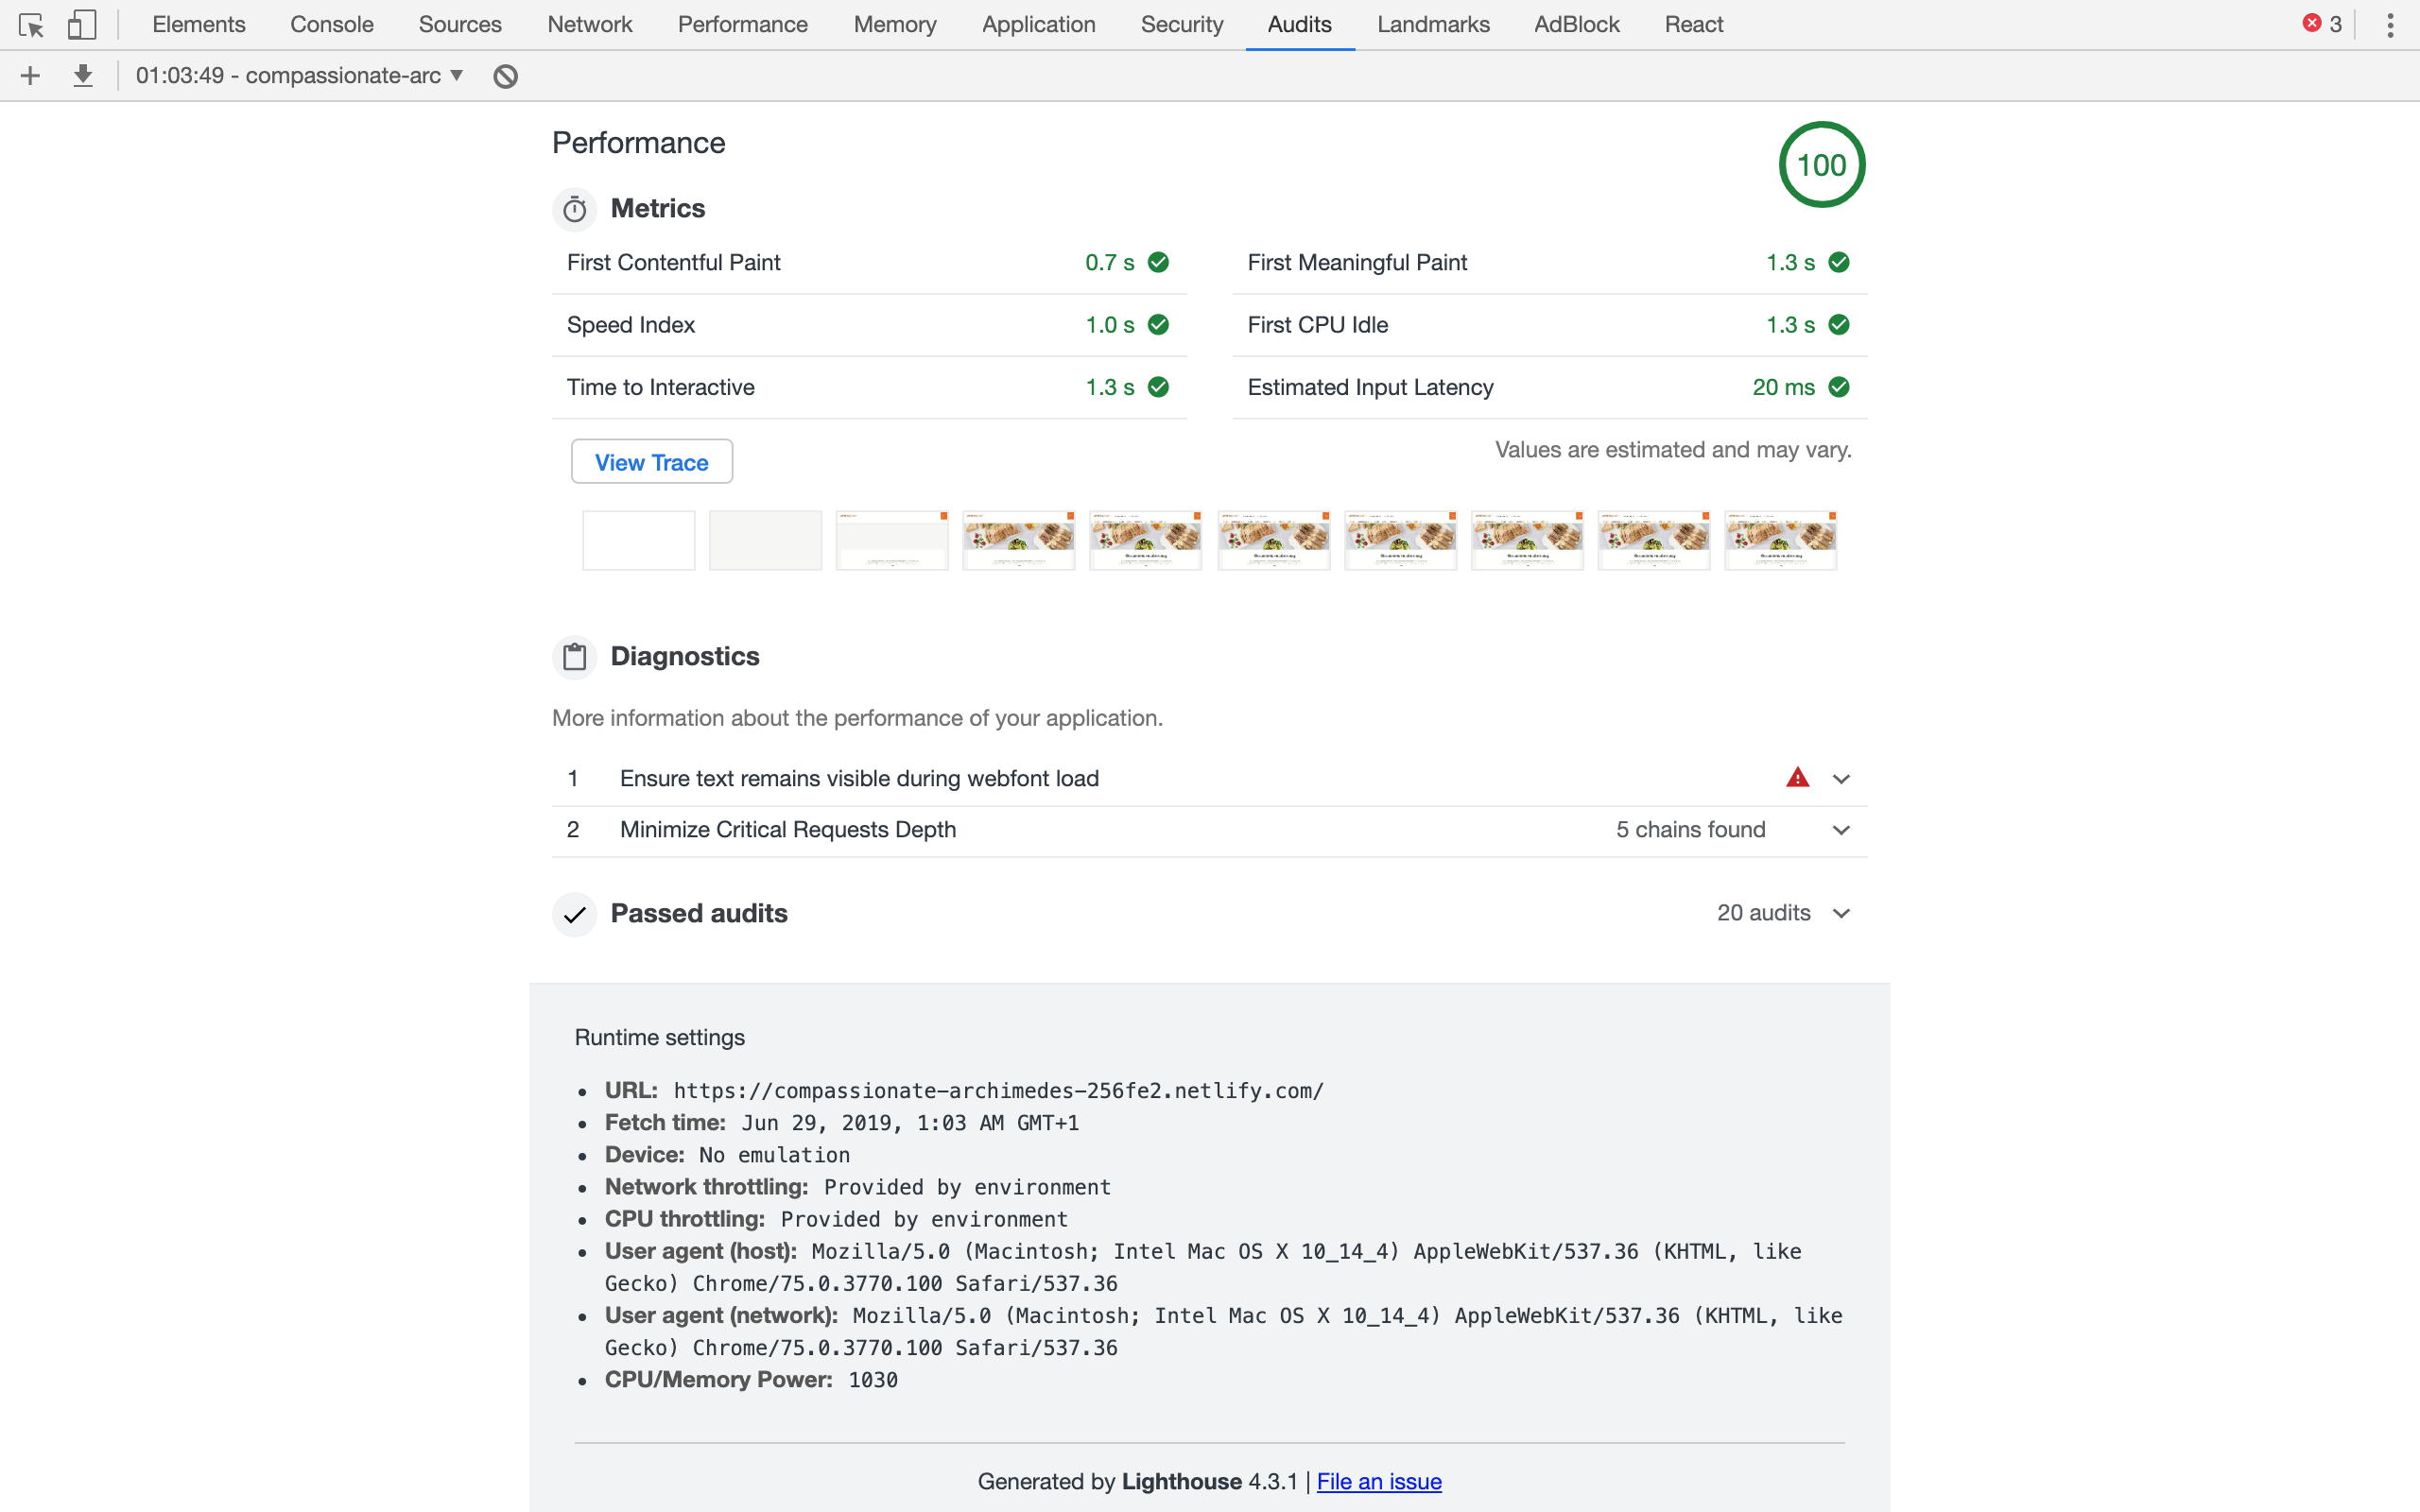 Elements Console Sources Network Performance Memory Application Security Audits Landmarks AdBlock React 3
01:03:49 - compassionate-arc
Performance
100
Metrics
First Contentful Paint 0.7 s
First Meaningful Paint 1.3 s
Speed Index 1.0 s
First CPU Idle 1.3 s
Time to Interactive 1.3 s
Estimated Input Latency 20 ms
View Trace
Values are estimated and may vary.
Diagnostics
More information about the performance of your application.
1 Ensure text remains visible during webfont load
2 Minimize Critical Requests Depth 5 chains found
Passed audits 20 audits
Runtime settings
URL: https://compassionate-archimedes-256fe2.netlify.com/
Fetch time: Jun 29, 2019, 1:03 AM GMT+1
Device: No emulation
Network throttling: Provided by environment
CPU throttling: Provided by environment
User agent (host): Mozilla/5.0 (Macintosh; Intel Mac OS X 10_14_4) AppleWebKit/537.36 (KHTML, like
Gecko) Chrome/75.0.3770.100 Safari/537.36
User agent (network): Mozilla/5.0 (Macintosh; Intel Mac OS X 10_14_4) AppleWebKit/537.36 (KHTML, like
Gecko) Chrome/75.0.3770.100 Safari/537.36
CPU/Memory Power: 1030
Generated by Lighthouse 4.3.1 | File an issue